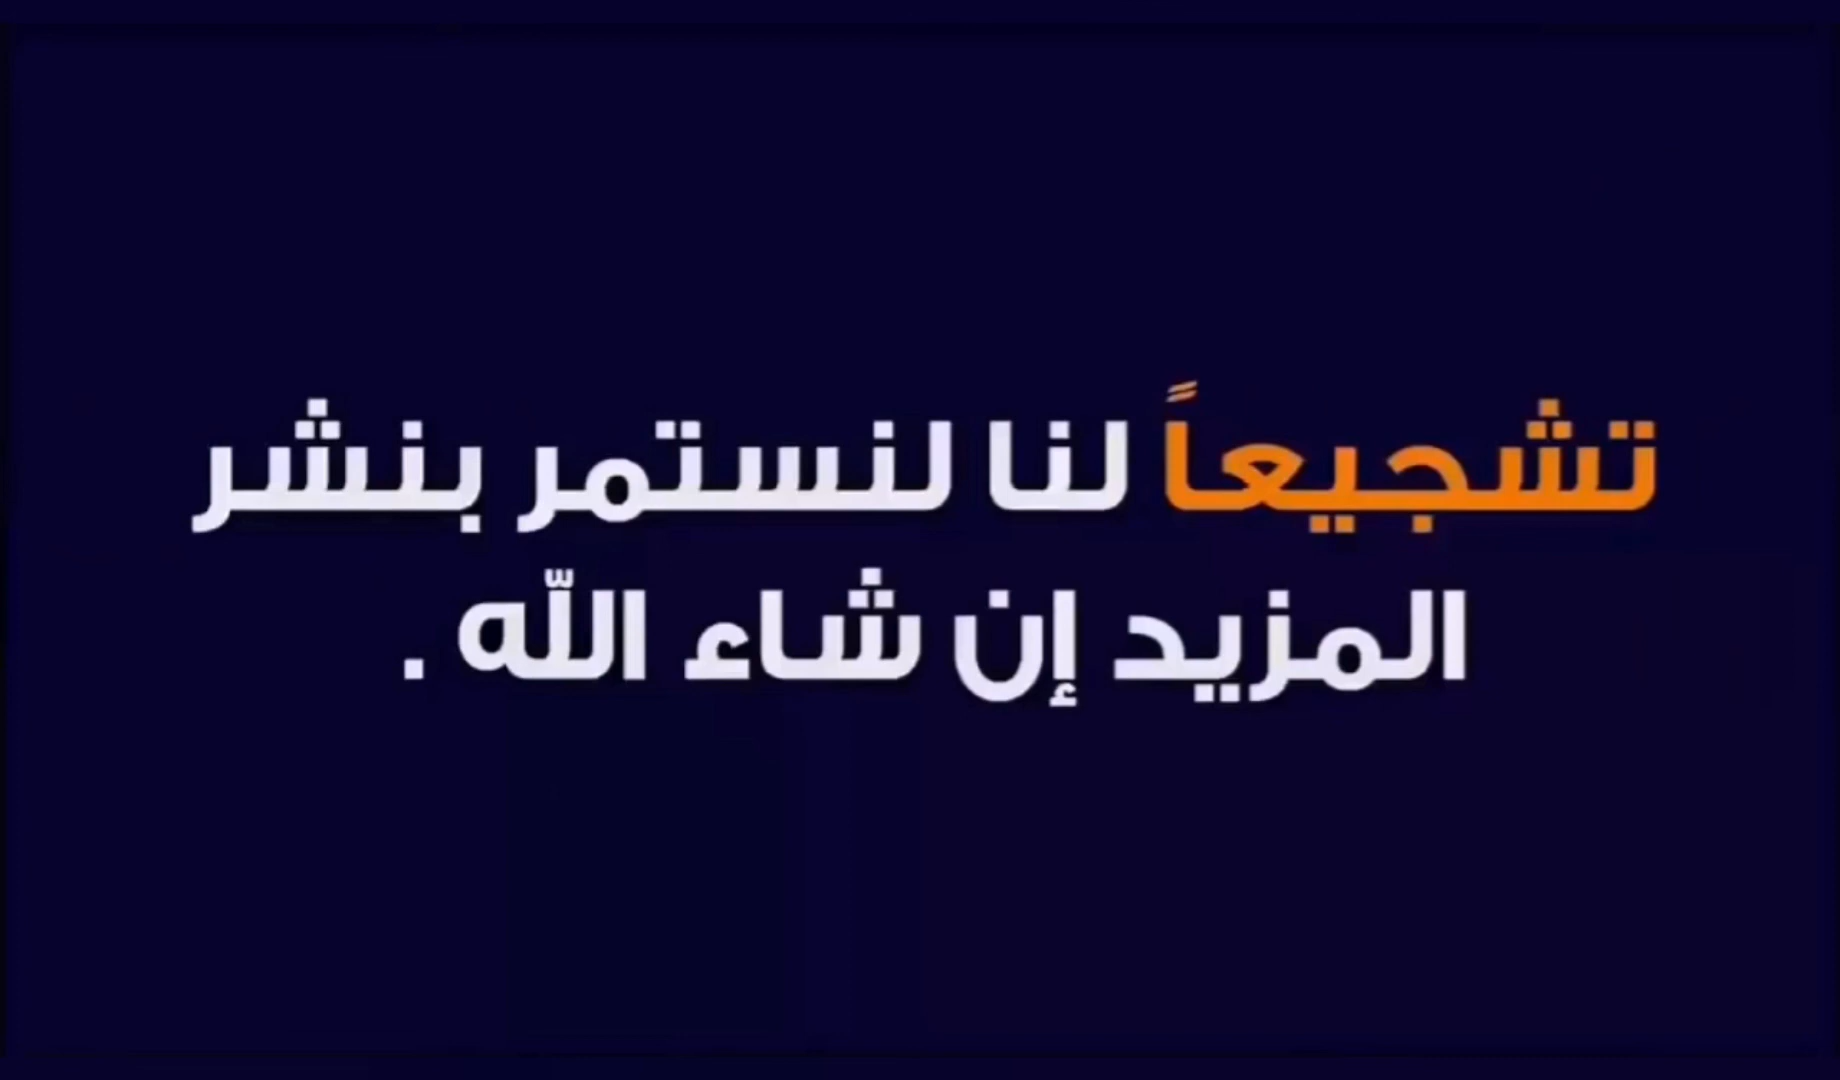 تشجيعاً لنا لنستمر بنشر
المزيد إن شاء اللّه .